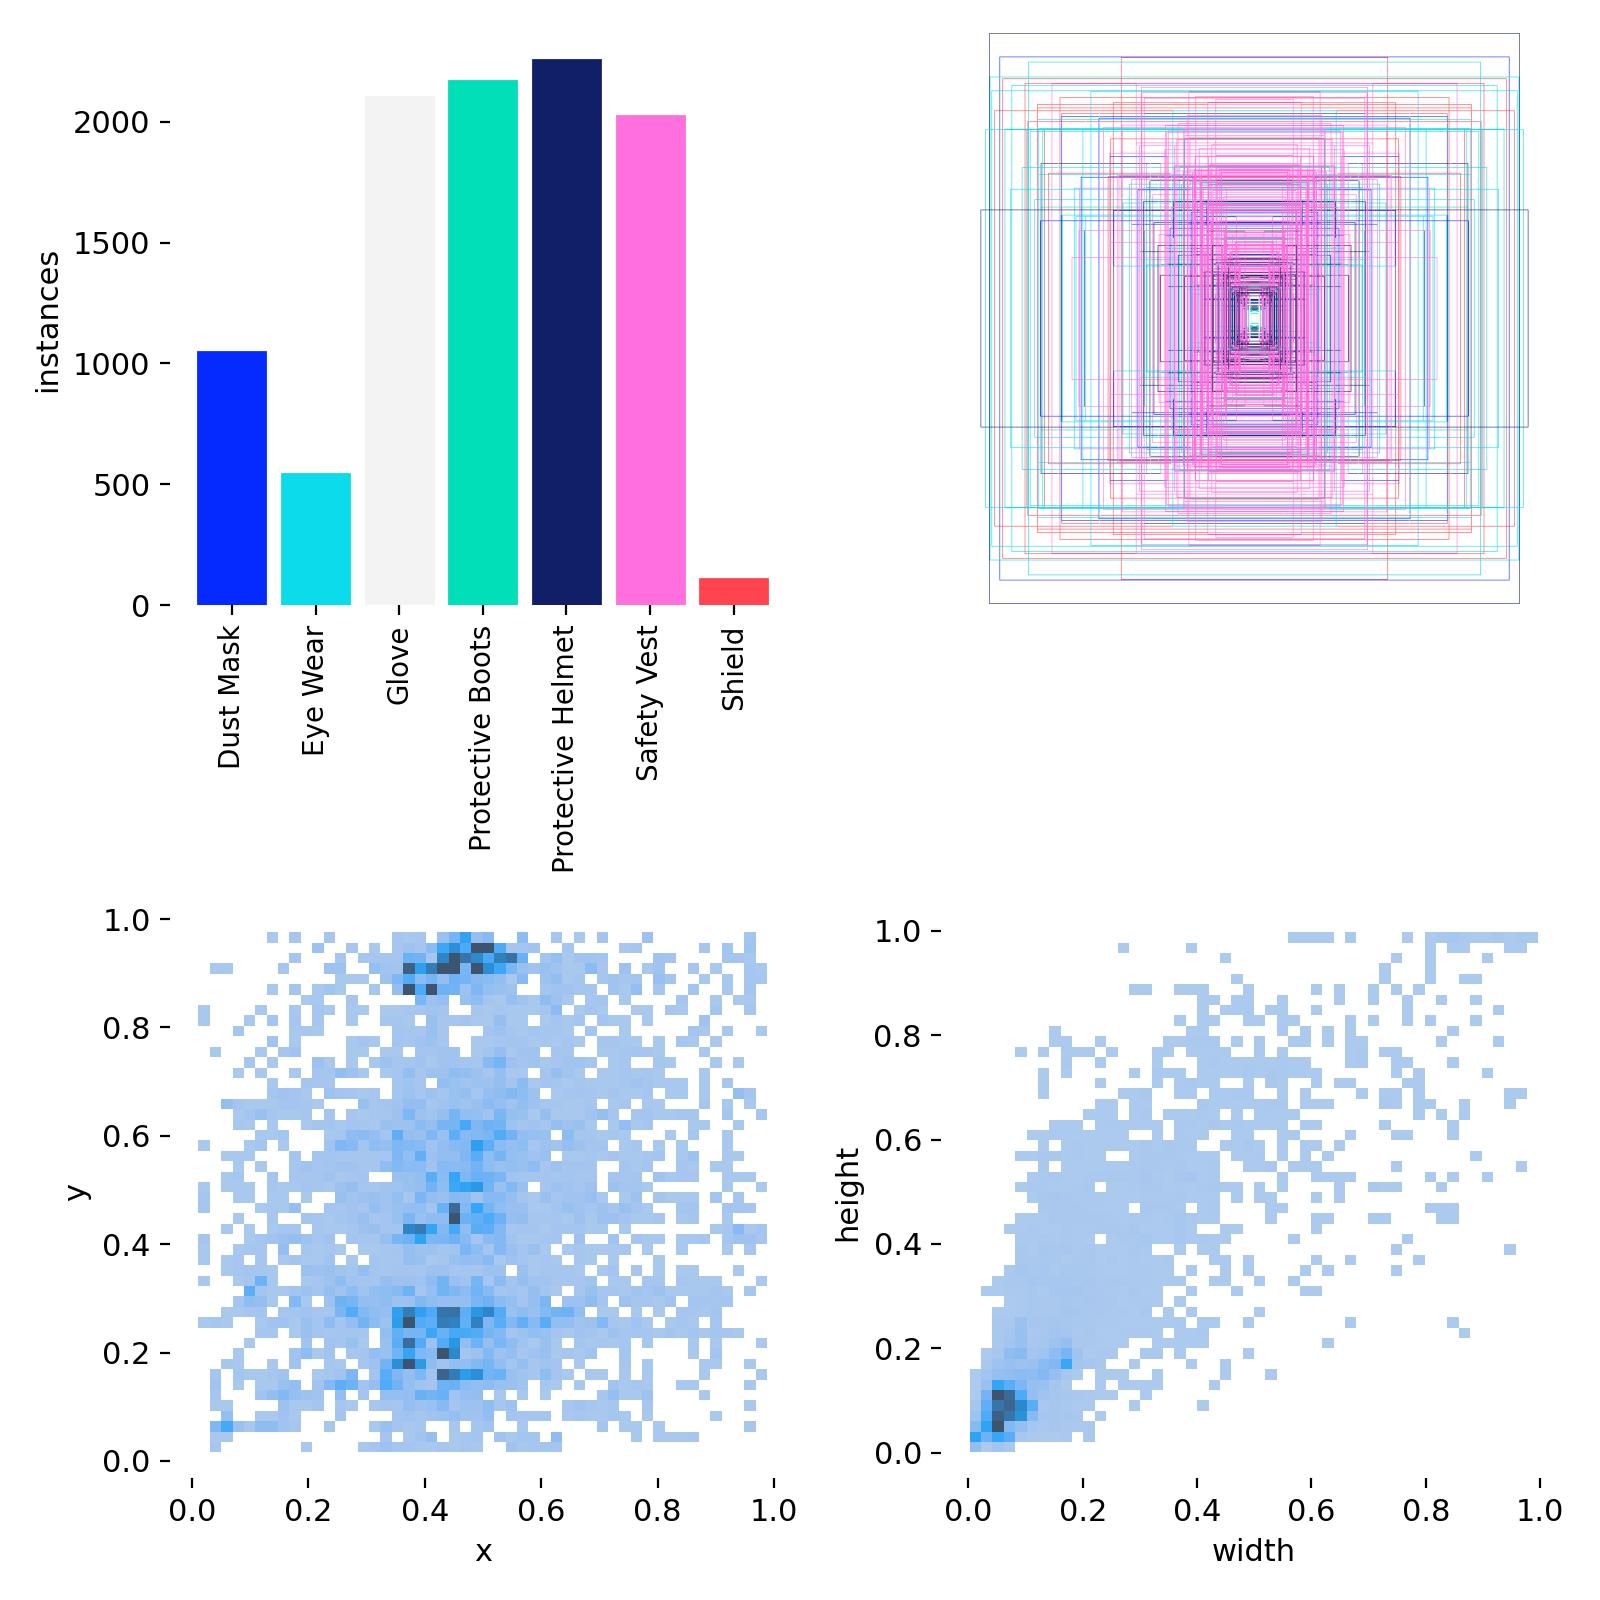 2000
1500
1000
500
0
instances
Dust Mask
Eye Wear
Glove
Protective Boots
Protective Helmet
Safety Vest
Shield
1.0
0.8
0.6
0.4
0.2
0.0
y
0.0 0.2 0.4 0.6 0.8 1.0
x
1.0
0.8
0.6
0.4
0.2
0.0
height
0.0 0.2 0.4 0.6 0.8 1.0
width